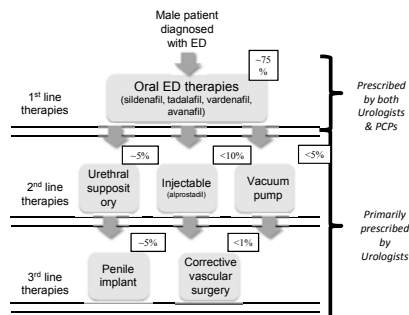 Male patient
diagnosed
with ED
~75
%
Oral ED therapies
(sildenafil, tadalafil, vardenafil,
avanafil)
1st line
therapies
Prescribed
by both
Urologists
& PCPs
~5%
<10%
<5%
2nd line
therapies
Urethral
supposit
ory
Injectable
(alprostadil)
Vacuum
pump
Primarily
prescribed
by
Urologists
~5%
<1%
3rd line
therapies
Penile
implant
Corrective
vascular
surgery